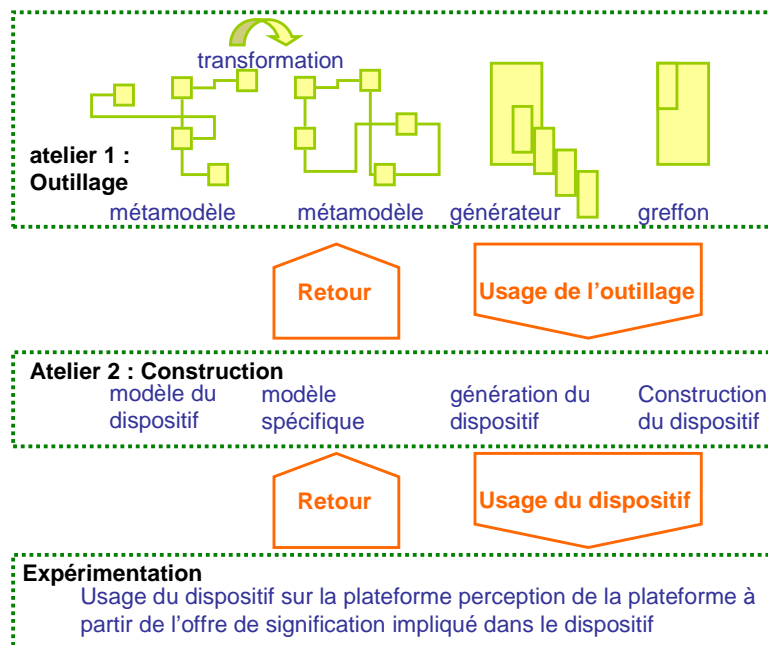 transformation
atelier 1 :
Outillage
métamodèle
métamodèle
générateur
greffon
Retour
Usage de l'outillage
Atelier 2 : Construction
modèle du
dispositif
modèle
spécifique
génération du
dispositif
Construction
du dispositif
Retour
Usage du dispositif
Expérimentation
Usage du dispositif sur la plateforme perception de la plateforme à
partir de l'offre de signification impliqué dans le dispositif